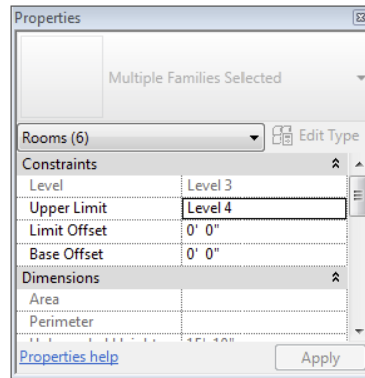 Properties
Multiple Families Selected
Rooms (6) Edit Type
Constraints
Level Level 3
Upper Limit Level 4
Limit Offset 0' 0"
Base Offset 0' 0"
Dimensions
Area
Perimeter
Properties help Apply